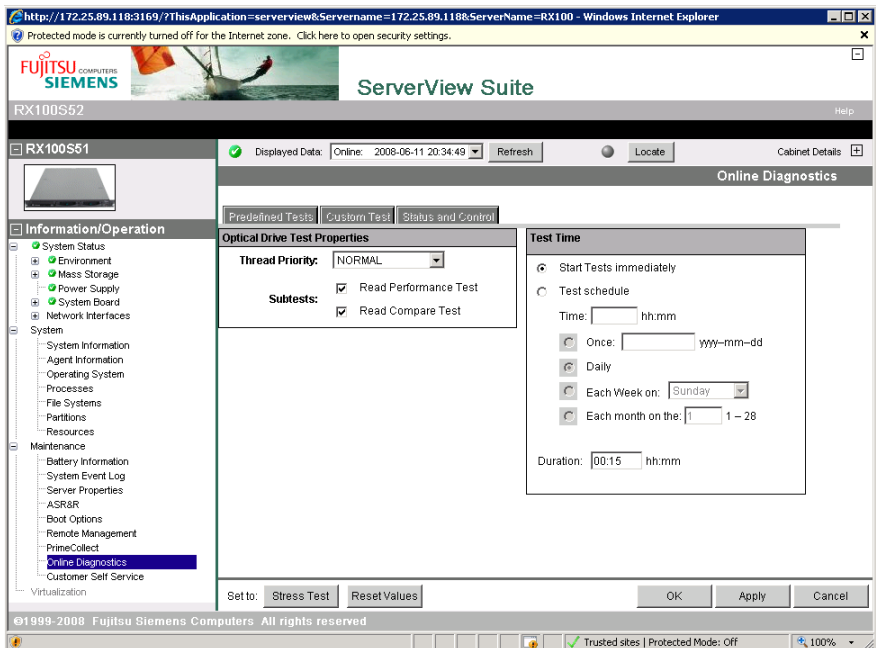 http://172.25.89.118:3169/?ThisApplication=serverview&Servername=172.25.89.118&ServerName=RX100 - Windows Internet Explorer
Protected mode is currently turned off for the Internet zone. Click here to open security settings.
FUJITSU COMPUTERS
SIEMENS
ServerView Suite
RX100S52
Help
RX100S51
Displayed Data: Online: 2008-06-11 20:34:49 Refresh Locate Cabinet Details
Online Diagnostics
Predefined Tests Custom Test Status and Control
Information/Operation
System Status
Environment
Mass Storage
Power Supply
System Board
Network Interfaces
System
System Information
Agent Information
Operating System
Processes
File Systems
Partitions
Resources
Maintenance
Battery Information
System Event Log
Server Properties
ASR&R
Boot Options
Remote Management
PrimeCollect
Online Diagnostics
Customer Self Service
Virtualization
Optical Drive Test Properties
Thread Priority: NORMAL
Subtests:
Read Performance Test
Read Compare Test
Test Time
Start Tests immediately
Test schedule
Time: hh:mm
Once: yyyy-mm-dd
Daily
Each Week on: Sunday
Each month on the: 1 1 – 28
Duration: 00:15 hh:mm
Set to: Stress Test Reset Values OK Apply Cancel
©1999-2008 Fujitsu Siemens Computers All rights reserved
Trusted sites | Protected Mode: Off 100%